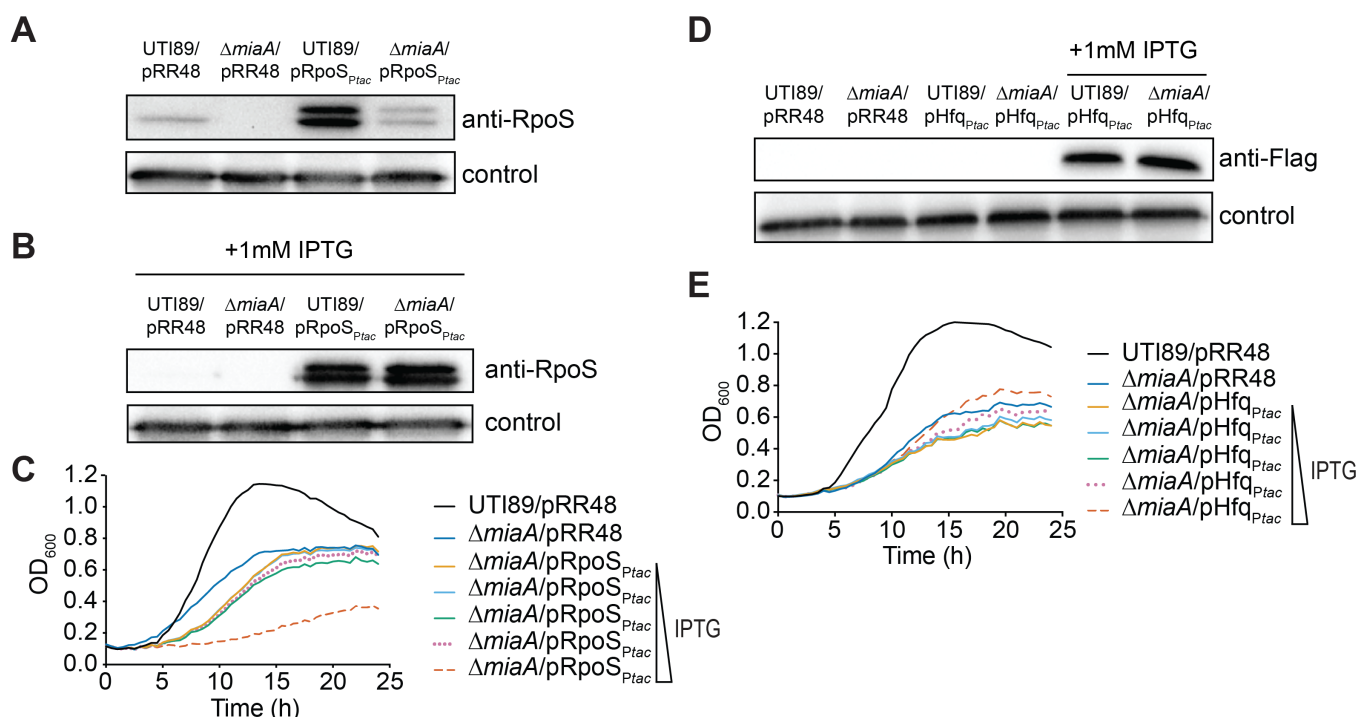 A
UTI89/ ΔmiaA/ UTI89/ ΔmiaA/
pRR48 pRR48 pRpoSPtac pRpoSPtac
anti-RpoS
control
B
+1mM IPTG
UTI89/ ΔmiaA/ UTI89/ ΔmiaA/
pRR48 pRR48 pRpoSPtac pRpoSPtac
anti-RpoS
control
C
1.2
1.0
0.8
0.6
0.4
0.2
0.0
OD600
0 5 10 15 20 25
Time (h)
UTI89/pRR48
ΔmiaA/pRR48
ΔmiaA/pRpoSPtac
ΔmiaA/pRpoSPtac
ΔmiaA/pRpoSPtac
ΔmiaA/pRpoSPtac
ΔmiaA/pRpoSPtac
IPTG
D
+1mM IPTG
UTI89/ ΔmiaA/ UTI89/ ΔmiaA/ UTI89/ ΔmiaA/
pRR48 pRR48 pHfqPtac pHfqPtac pHfqPtac pHfqPtac
anti-Flag
control
E
1.2
1.0
0.8
0.6
0.4
0.2
0.0
OD600
0 5 10 15 20 25
Time (h)
UTI89/pRR48
ΔmiaA/pRR48
ΔmiaA/pHfqPtac
ΔmiaA/pHfqPtac
ΔmiaA/pHfqPtac
ΔmiaA/pHfqPtac
ΔmiaA/pHfqPtac
IPTG